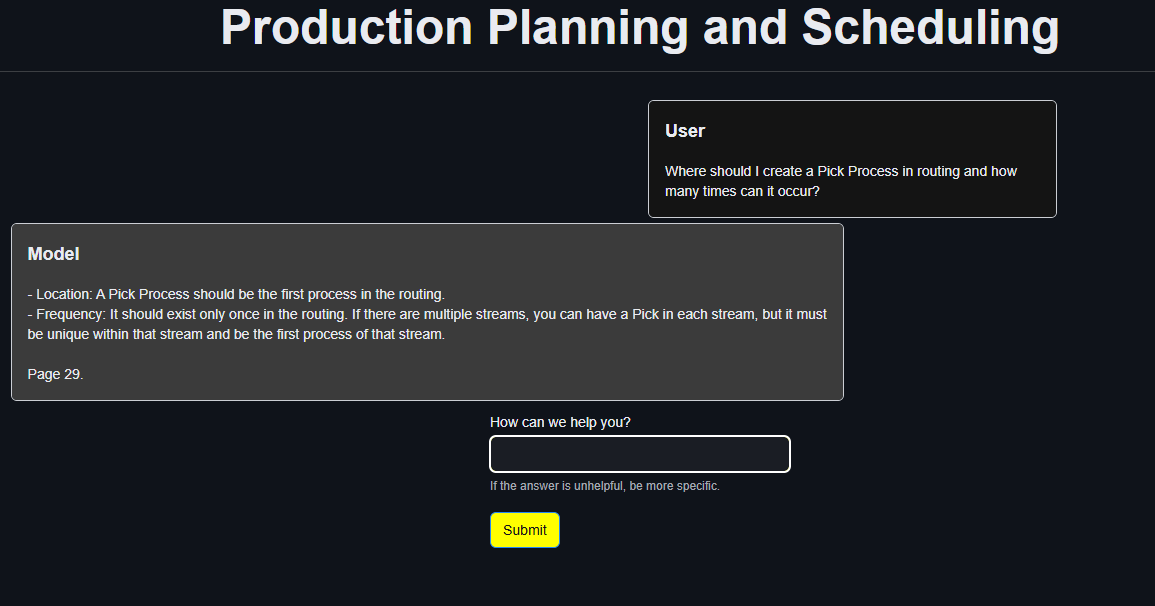 Production Planning and Scheduling
User
Where should I create a Pick Process in routing and how
many times can it occur?
Model
- Location: A Pick Process should be the first process in the routing.
- Frequency: It should exist only once in the routing. If there are multiple streams, you can have a Pick in each stream, but it must
be unique within that stream and be the first process of that stream.
Page 29.
How can we help you?
If the answer is unhelpful, be more specific.
Submit